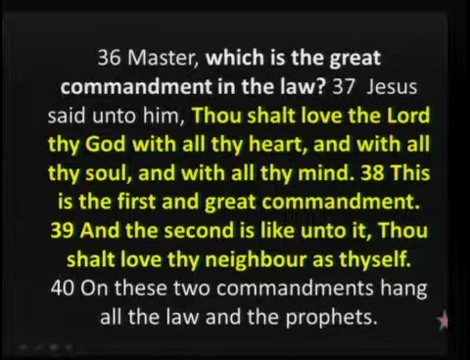 36 Master, which is the great
commandment in the law? 37 Jesus
said unto him, Thou shalt love the Lord
thy God with all thy heart, and with all
thy soul, and with all thy mind. 38 This
is the first and great commandment.
39 And the second is like unto it, Thou
shalt love thy neighbour as thyself.
40 On these two commandments hang
all the law and the prophets.